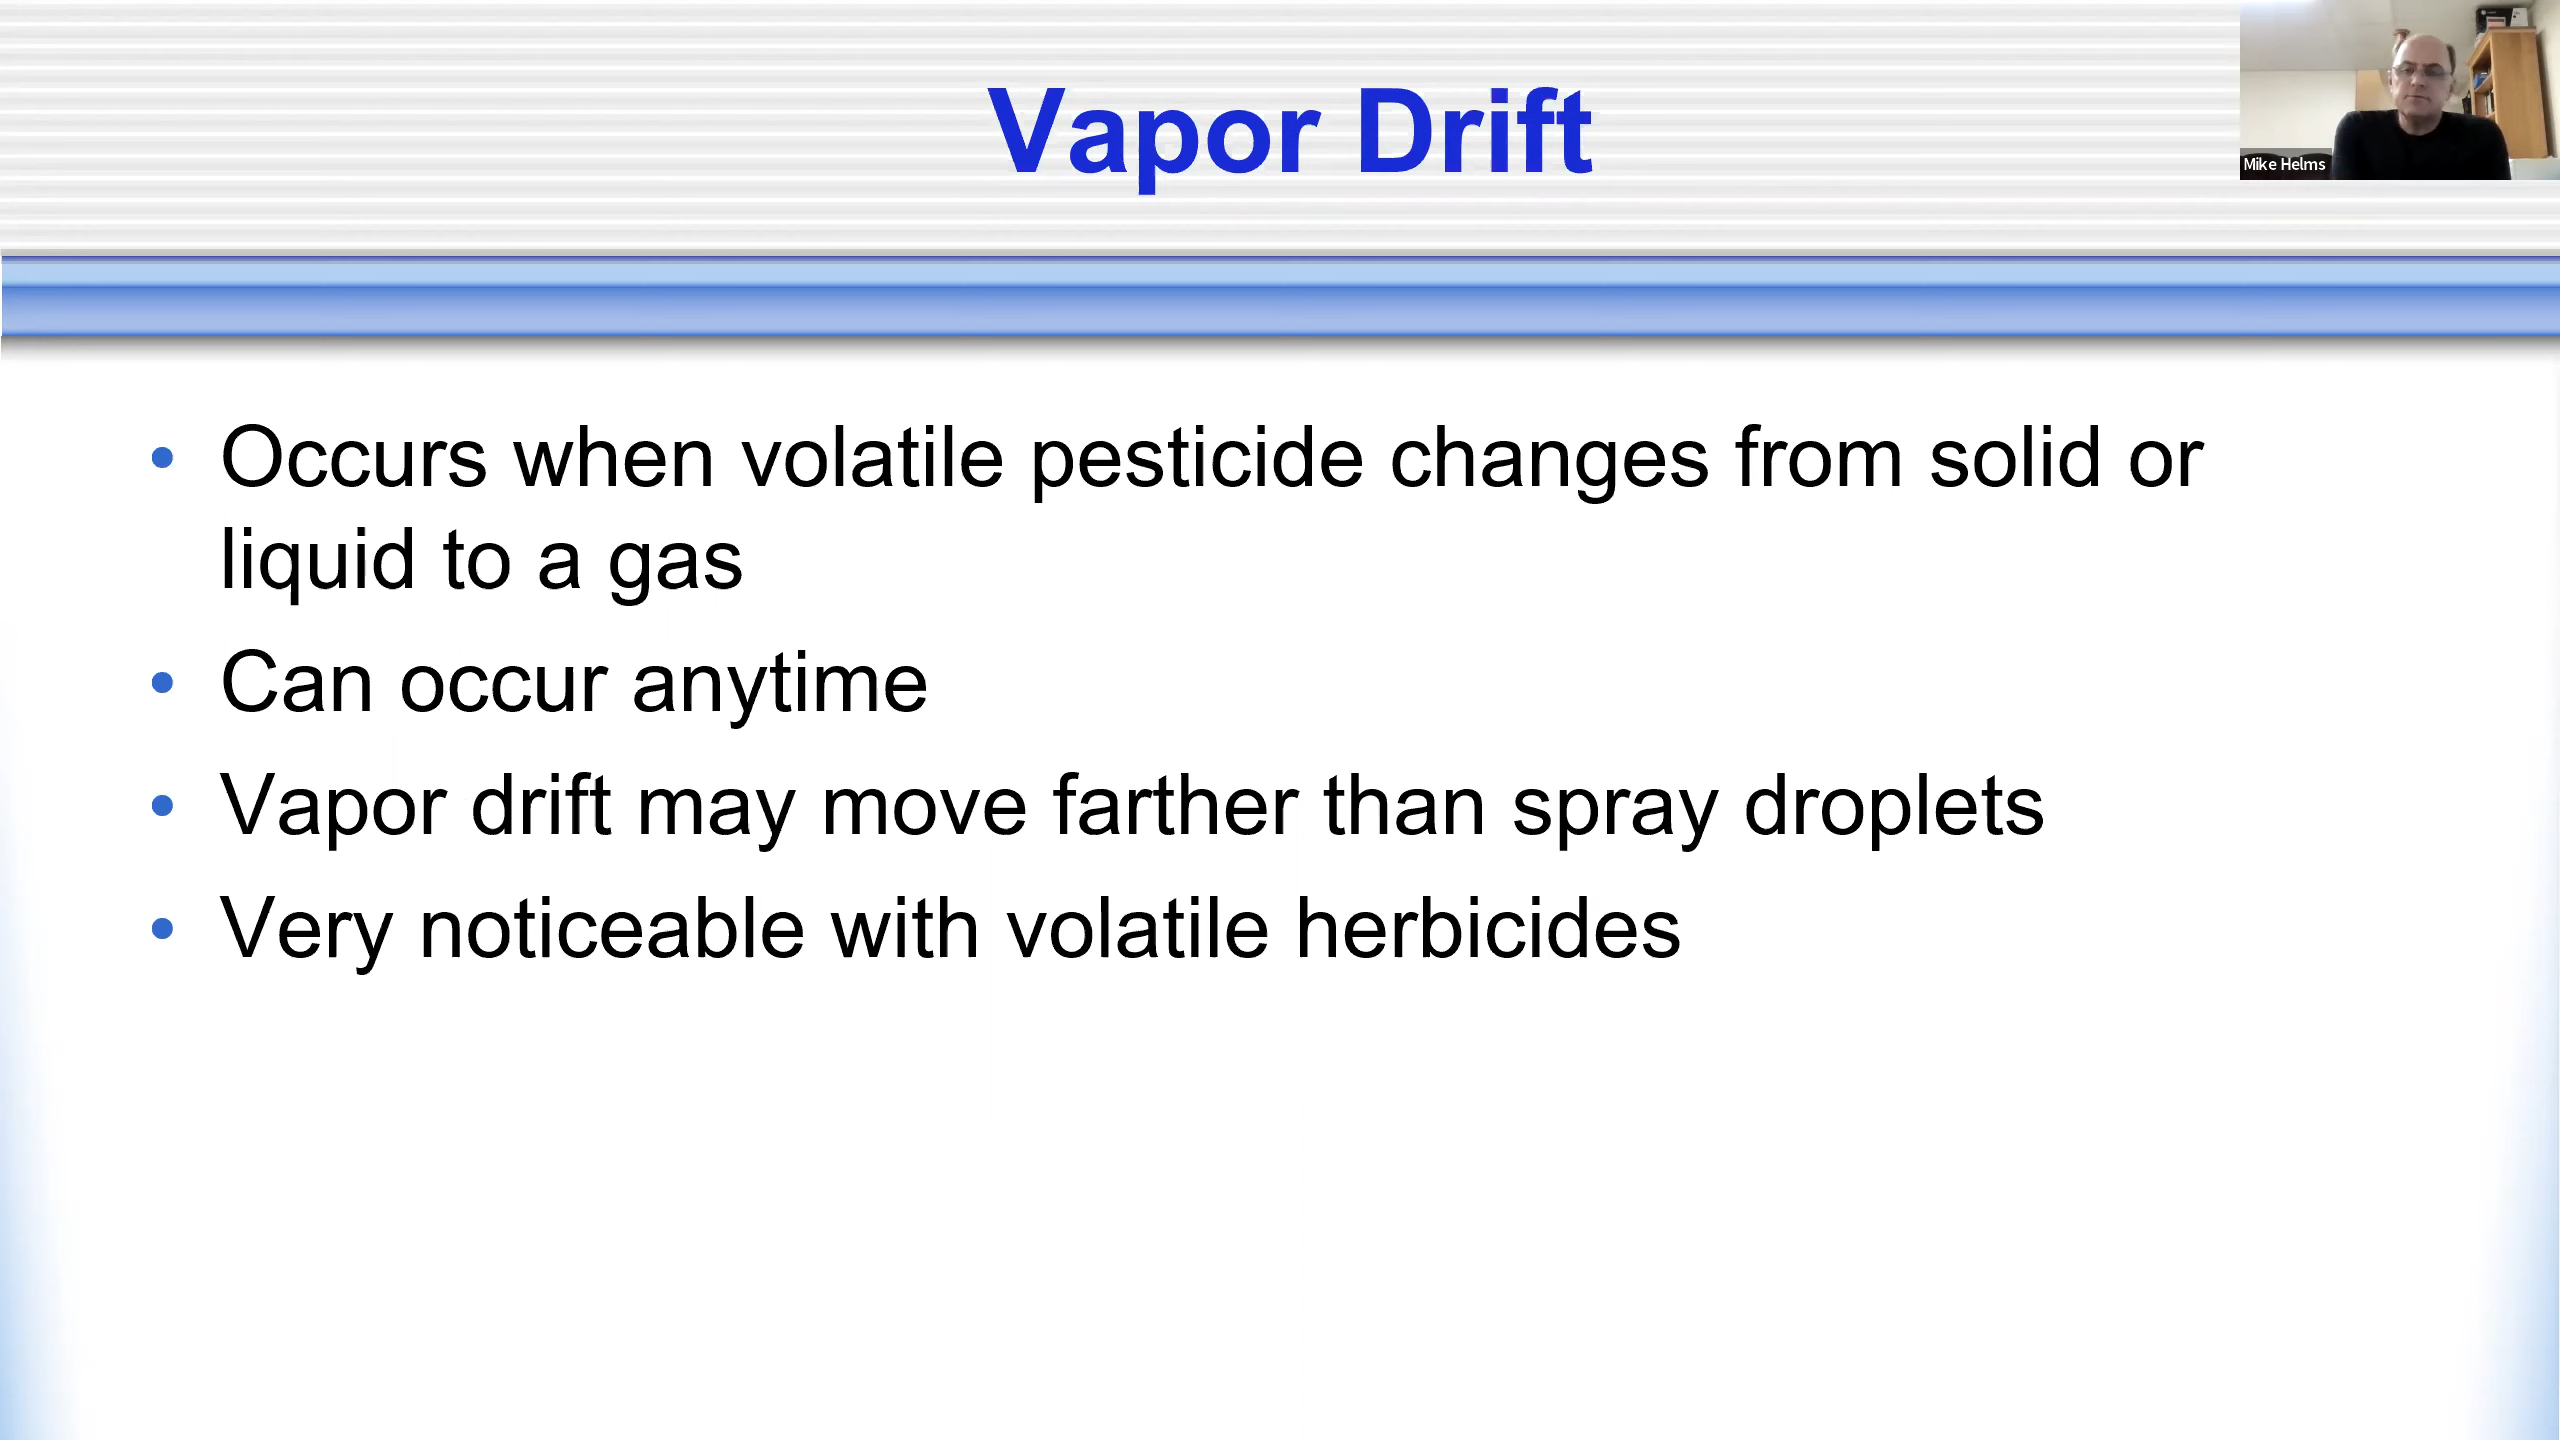 Vapor Drift
Mike Helms
• Occurs when volatile pesticide changes from solid or
liquid to a gas
• Can occur anytime
• Vapor drift may move farther than spray droplets
• Very noticeable with volatile herbicides